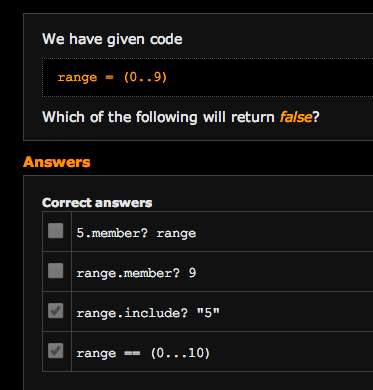 We have given code
range = (0..9)
Which of the following will return false?
Answers
Correct answers
5.member? range
range.member? 9
range.include? "5"
range == (0...10)